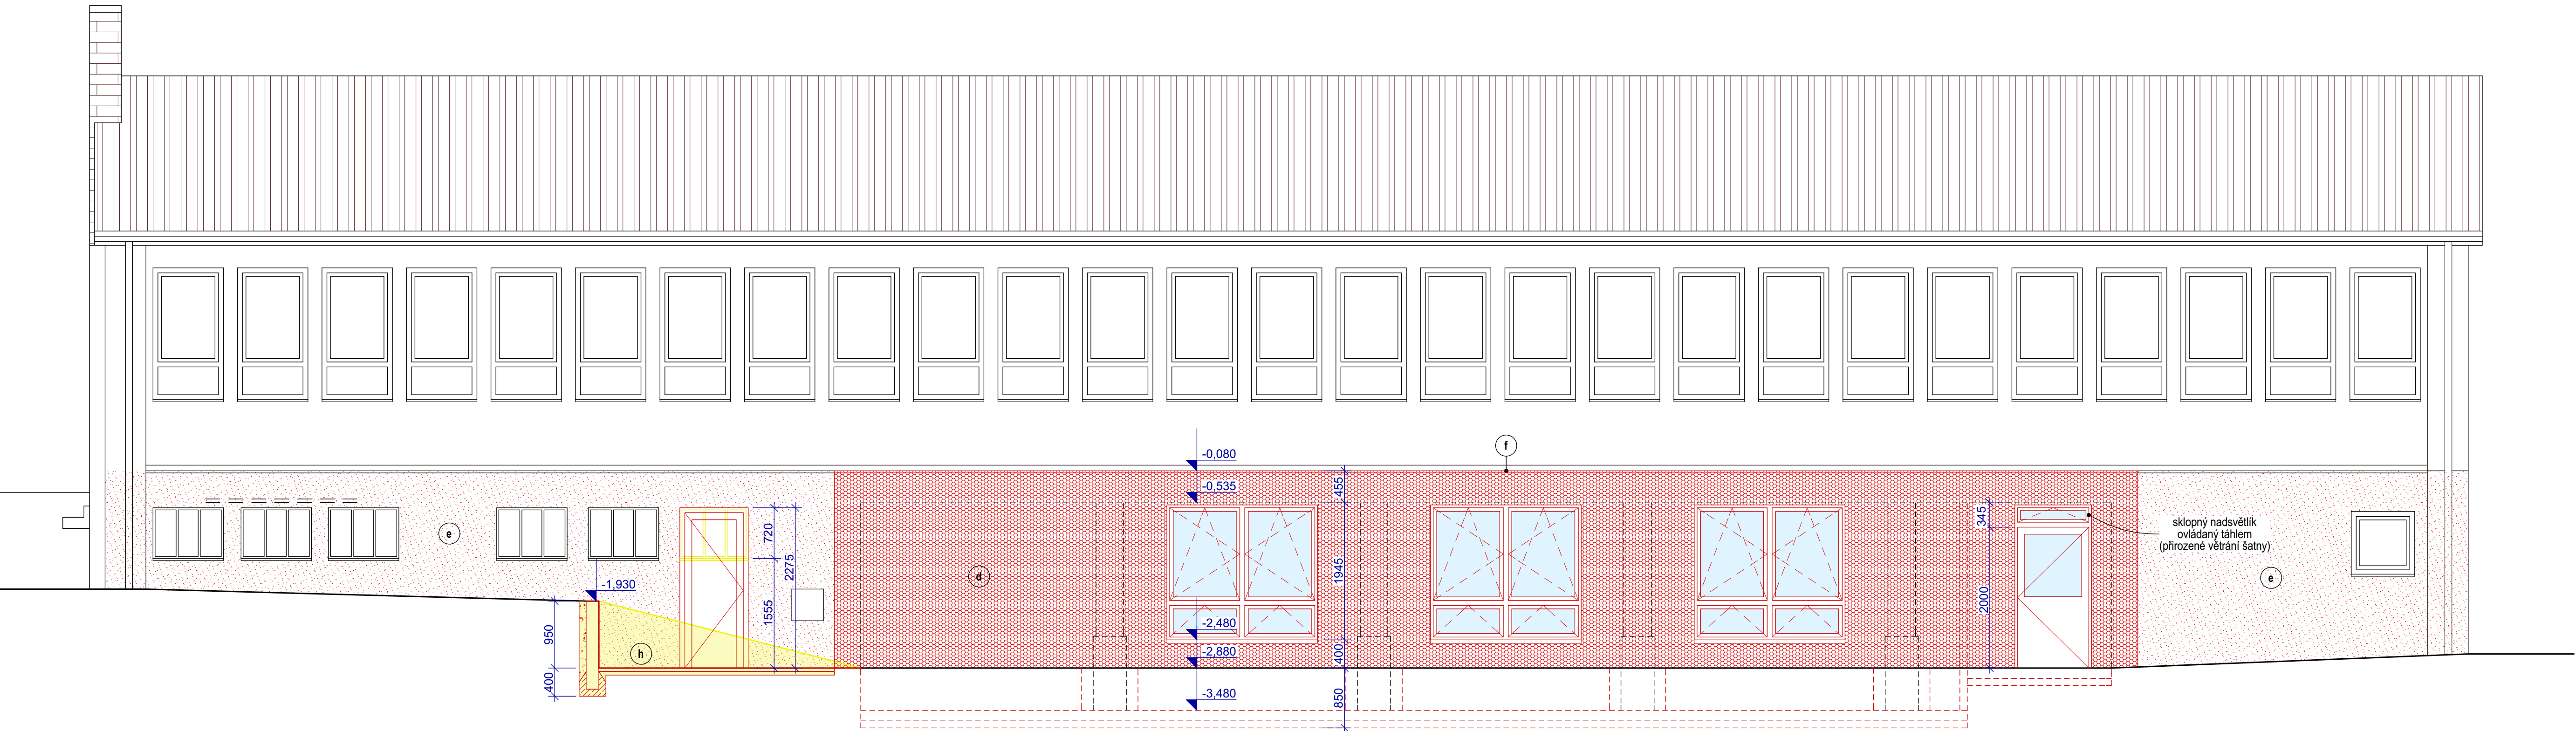 f
-0,080
-0,535
455
345
sklopný nadsvětlík
ovládaný táhlem
(přirozené větrání šatny)
e
720
2275
1555
d
1945
2000
e
-1,930
950
h
-2,480
-2,880
400
400
-3,480
850